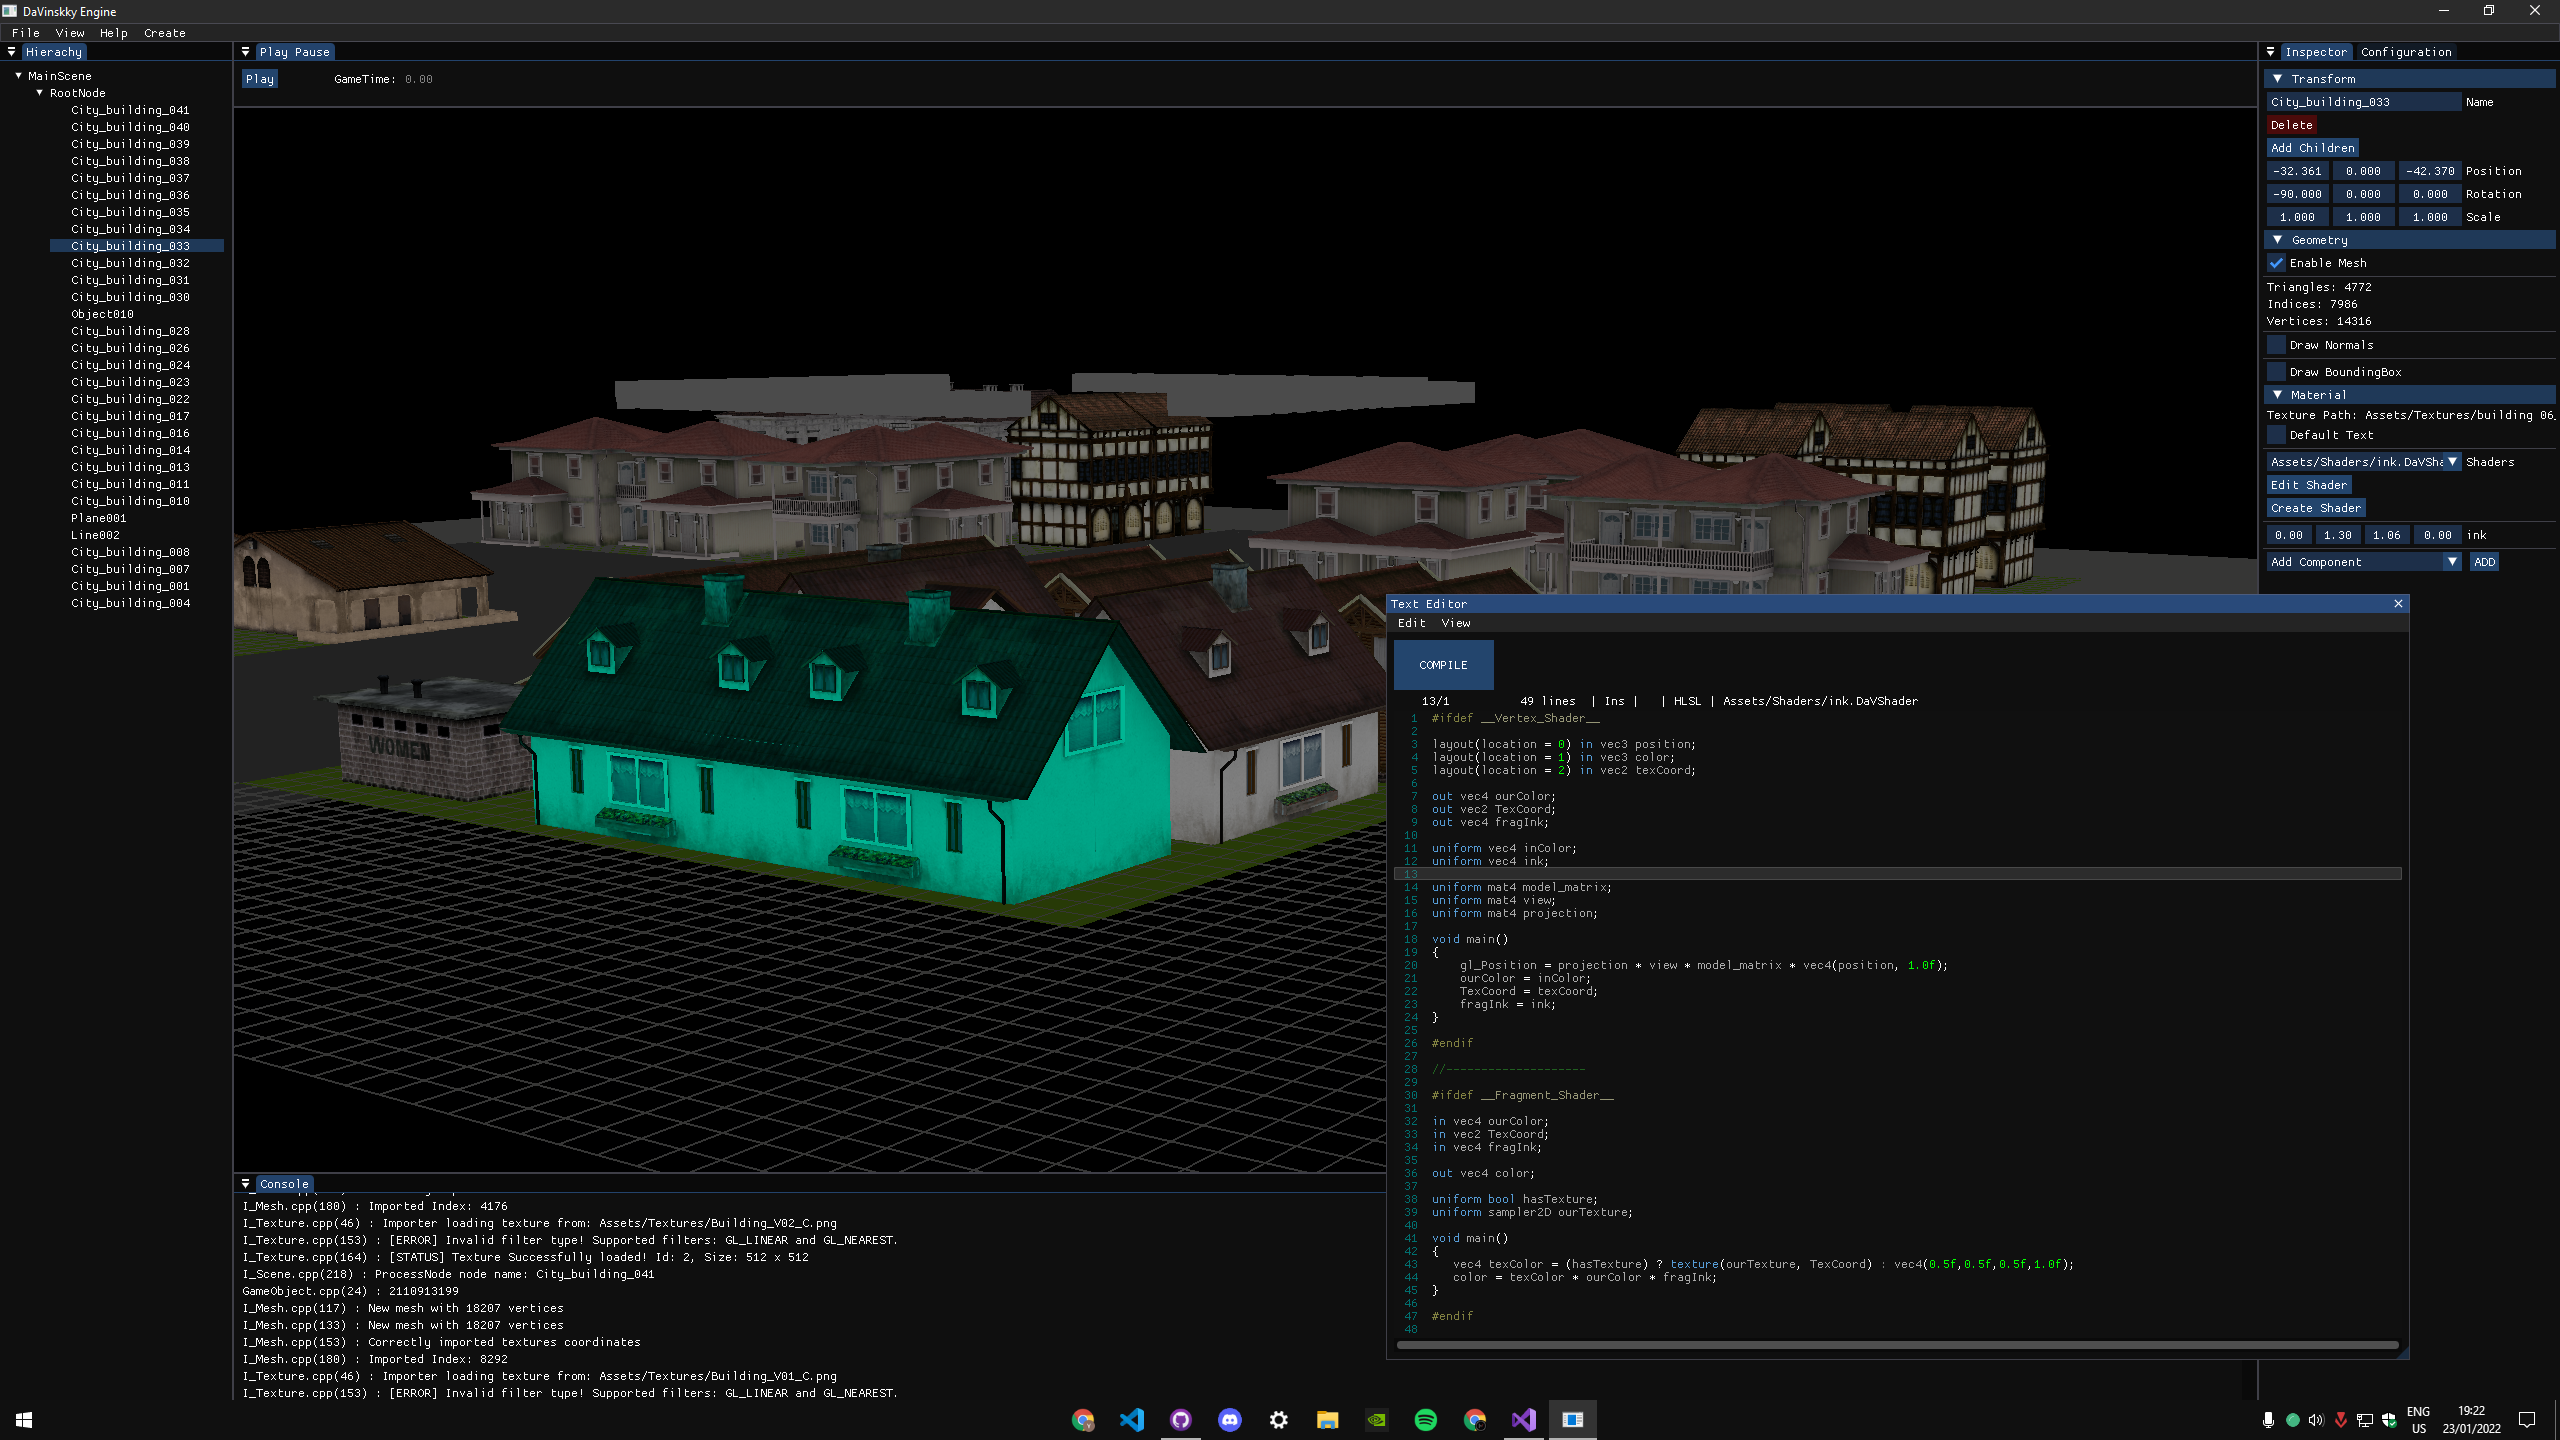 DaVinskky Engine
File View Help Create
Hierachy
MainScene
RootNode
City_building_041
City_building_040
City_building_039
City_building_038
City_building_037
City_building_036
City_building_035
City_building_034
City_building_033
City_building_032
City_building_031
City_building_030
Object010
City_building_028
City_building_026
City_building_024
City_building_023
City_building_022
City_building_017
City_building_016
City_building_014
City_building_013
City_building_011
City_building_010
Plane001
Line002
City_building_008
City_building_007
City_building_001
City_building_004
Play Pause
Play GameTime: 0.00
WOMEN
Inspector Configuration
Transform
City_building_033 Name
Delete
Add Children
-32.361 0.000 -42.370 Position
-90.000 0.000 0.000 Rotation
1.000 1.000 1.000 Scale
Geometry
Enable Mesh
Triangles: 4772
Indices: 7986
Vertices: 14316
Draw Normals
Draw BoundingBox
Material
Texture Path: Assets/Textures/building 06.
Default Text
Assets/Shaders/ink.DaVSha Shaders
Edit Shader
Create Shader
0.00 1.30 1.06 0.00 ink
Add Component ADD
Text Editor
Edit View
COMPILE
13/1 49 lines | Ins | | HLSL | Assets/Shaders/ink.DaVShader
1 #ifdef __Vertex_Shader__
2
3 layout(location = 0) in vec3 position;
4 layout(location = 1) in vec3 color;
5 layout(location = 2) in vec2 texCoord;
6
7 out vec4 ourColor;
8 out vec2 TexCoord;
9 out vec4 fragInk;
10
11 uniform vec4 inColor;
12 uniform vec4 ink;
13
14 uniform mat4 model_matrix;
15 uniform mat4 view;
16 uniform mat4 projection;
17
18 void main()
19 {
20 gl_Position = projection * view * model_matrix * vec4(position, 1.0f);
21 ourColor = inColor;
22 TexCoord = texCoord;
23 fragInk = ink;
24 }
25
26 #endif
27
28 //--------------------
29
30 #ifdef __Fragment_Shader__
31
32 in vec4 ourColor;
33 in vec2 TexCoord;
34 in vec4 fragInk;
35
36 out vec4 color;
37
38 uniform bool hasTexture;
39 uniform sampler2D ourTexture;
40
41 void main()
42 {
43 vec4 texColor = (hasTexture) ? texture(ourTexture, TexCoord) : vec4(0.5f,0.5f,0.5f,1.0f);
44 color = texColor * ourColor * fragInk;
45 }
46
47 #endif
48
Console
I_Mesh.cpp(180) : Imported Index: 4176
I_Texture.cpp(46) : Importer loading texture from: Assets/Textures/Building_V02_C.png
I_Texture.cpp(153) : [ERROR] Invalid filter type! Supported filters: GL_LINEAR and GL_NEAREST.
I_Texture.cpp(164) : [STATUS] Texture Successfully loaded! Id: 2, Size: 512 x 512
I_Scene.cpp(218) : ProcessNode node name: City_building_041
GameObject.cpp(24) : 2110913199
I_Mesh.cpp(117) : New mesh with 18207 vertices
I_Mesh.cpp(133) : New mesh with 18207 vertices
I_Mesh.cpp(153) : Correctly imported textures coordinates
I_Mesh.cpp(180) : Imported Index: 8292
I_Texture.cpp(46) : Importer loading texture from: Assets/Textures/Building_V01_C.png
I_Texture.cpp(153) : [ERROR] Invalid filter type! Supported filters: GL_LINEAR and GL_NEAREST.
ENG
US
19:22
23/01/2022